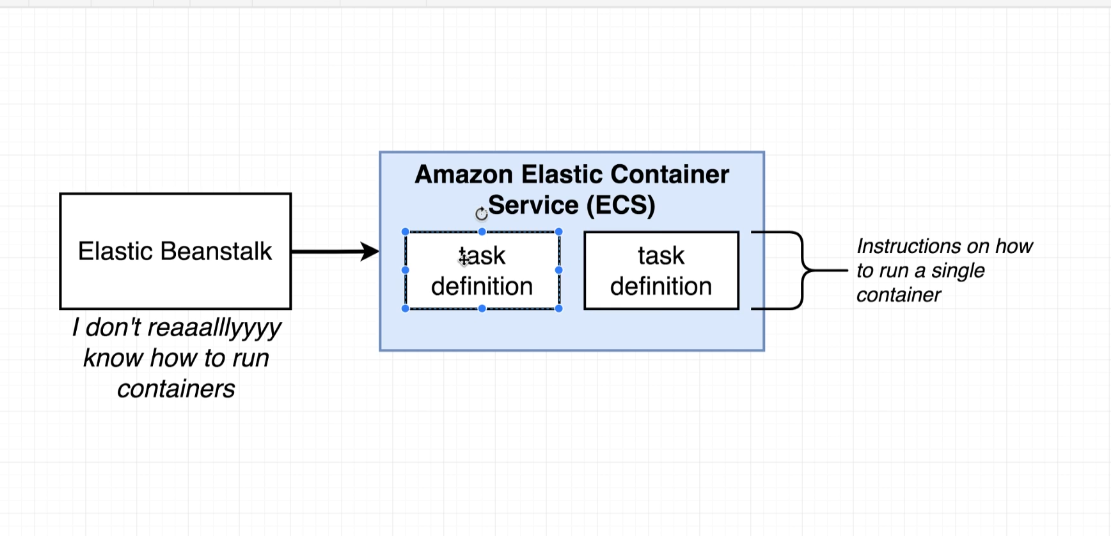 Amazon Elastic Container
Service (ECS)
Elastic Beanstalk
task
definition
task
definition
Instructions on how
to run a single
container
I don't reaaalllyyyy
know how to run
containers